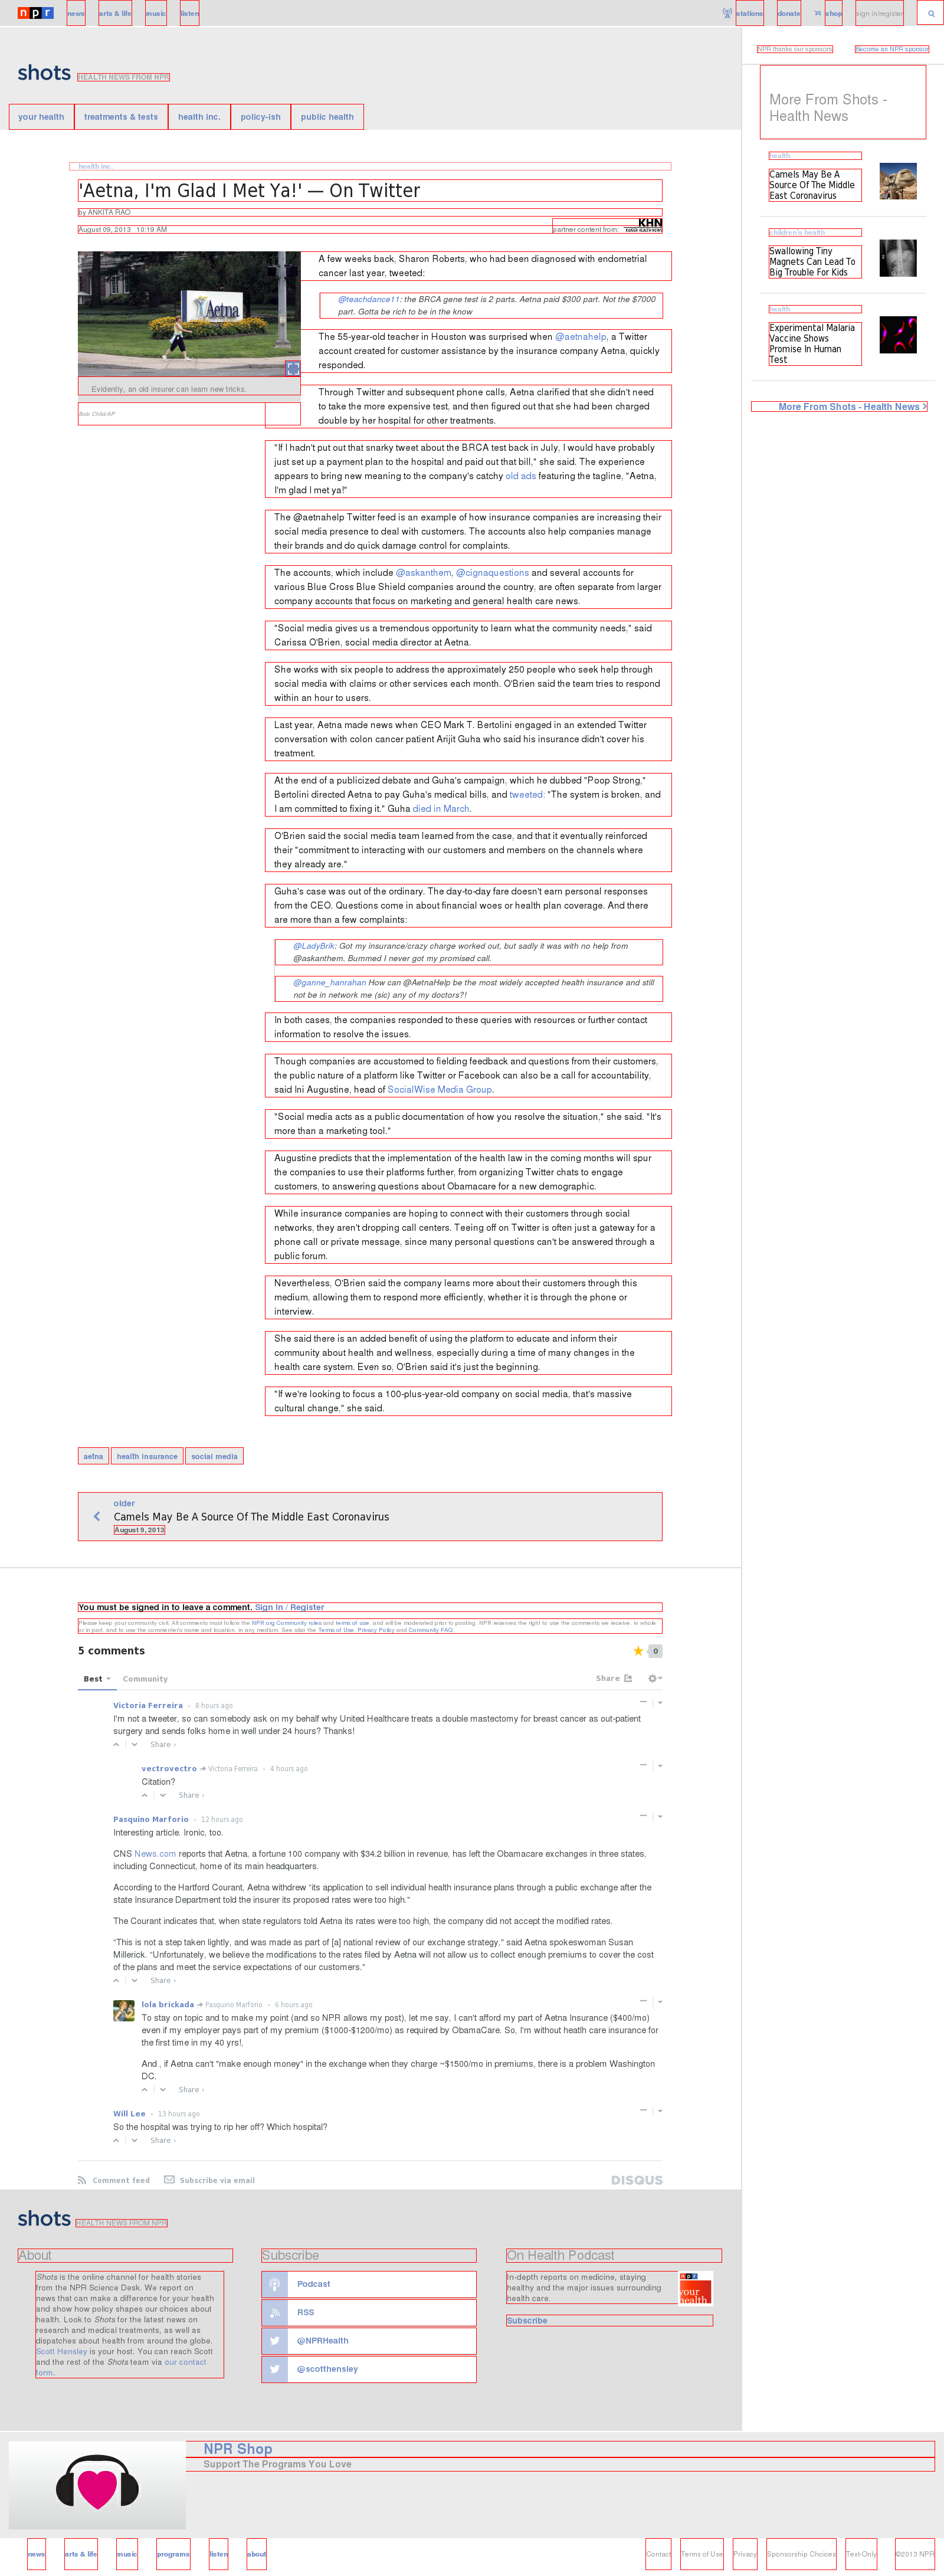 npr news arts & life music listen stations donate shop sign in/register
NPR thanks our sponsors Become an NPR sponsor
shots HEALTH NEWS FROM NPR
your health treatments & tests health inc. policy-ish public health
health inc.
'Aetna, I'm Glad I Met Ya!' — On Twitter
by ANKITA RAO
August 09, 2013 10:19 AM
partner content from: KHN
KAISER HEALTH NEWS
Aetna
Evidently, an old insurer can learn new tricks.
Bob Child/AP
A few weeks back, Sharon Roberts, who had been diagnosed with endometrial
cancer last year, tweeted:
@teachdance11: the BRCA gene test is 2 parts. Aetna paid $300 part. Not the $7000
part. Gotta be rich to be in the know
The 55-year-old teacher in Houston was surprised when @aetnahelp, a Twitter
account created for customer assistance by the insurance company Aetna, quickly
responded.
Through Twitter and subsequent phone calls, Aetna clarified that she didn't need
to take the more expensive test, and then figured out that she had been charged
double by her hospital for other treatments.
"If I hadn't put out that snarky tweet about the BRCA test back in July, I would have probably
just set up a payment plan to the hospital and paid out that bill," she said. The experience
appears to bring new meaning to the company's catchy old ads featuring the tagline, "Aetna,
I'm glad I met ya!"
The @aetnahelp Twitter feed is an example of how insurance companies are increasing their
social media presence to deal with customers. The accounts also help companies manage
their brands and do quick damage control for complaints.
The accounts, which include @askanthem, @cignaquestions and several accounts for
various Blue Cross Blue Shield companies around the country, are often separate from larger
company accounts that focus on marketing and general health care news.
"Social media gives us a tremendous opportunity to learn what the community needs," said
Carissa O'Brien, social media director at Aetna.
She works with six people to address the approximately 250 people who seek help through
social media with claims or other services each month. O'Brien said the team tries to respond
within an hour to users.
Last year, Aetna made news when CEO Mark T. Bertolini engaged in an extended Twitter
conversation with colon cancer patient Arijit Guha who said his insurance didn't cover his
treatment.
At the end of a publicized debate and Guha's campaign, which he dubbed "Poop Strong,"
Bertolini directed Aetna to pay Guha's medical bills, and tweeted: "The system is broken, and
I am committed to fixing it." Guha died in March.
O'Brien said the social media team learned from the case, and that it eventually reinforced
their "commitment to interacting with our customers and members on the channels where
they already are."
Guha's case was out of the ordinary. The day-to-day fare doesn't earn personal responses
from the CEO. Questions come in about financial woes or health plan coverage. And there
are more than a few complaints:
@LadyBrik: Got my insurance/crazy charge worked out, but sadly it was with no help from
@askanthem. Bummed I never got my promised call.
@ganne_hanrahan How can @AetnaHelp be the most widely accepted health insurance and still
not be in network me (sic) any of my doctors?!
In both cases, the companies responded to these queries with resources or further contact
information to resolve the issues.
Though companies are accustomed to fielding feedback and questions from their customers,
the public nature of a platform like Twitter or Facebook can also be a call for accountability,
said Ini Augustine, head of SocialWise Media Group.
"Social media acts as a public documentation of how you resolve the situation," she said. "It's
more than a marketing tool."
Augustine predicts that the implementation of the health law in the coming months will spur
the companies to use their platforms further, from organizing Twitter chats to engage
customers, to answering questions about Obamacare for a new demographic.
While insurance companies are hoping to connect with their customers through social
networks, they aren't dropping call centers. Teeing off on Twitter is often just a gateway for a
phone call or private message, since many personal questions can't be answered through a
public forum.
Nevertheless, O'Brien said the company learns more about their customers through this
medium, allowing them to respond more efficiently, whether it is through the phone or
interview.
She said there is an added benefit of using the platform to educate and inform their
community about health and wellness, especially during a time of many changes in the
health care system. Even so, O'Brien said it's just the beginning.
"If we're looking to focus a 100-plus-year-old company on social media, that's massive
cultural change," she said.
aetna health insurance social media
older
Camels May Be A Source Of The Middle East Coronavirus
August 9, 2013
More From Shots -
Health News
health
Camels May Be A
Source Of The Middle
East Coronavirus
children's health
Swallowing Tiny
Magnets Can Lead To
Big Trouble For Kids
health
Experimental Malaria
Vaccine Shows
Promise In Human
Test
More From Shots - Health News >
You must be signed in to leave a comment. Sign In / Register
Please keep your community civil. All comments must follow the NPR.org Community rules and terms of use, and will be moderated prior to posting. NPR reserves the right to use the comments we receive, in whole
or in part, and to use the commenter's name and location, in any medium. See also the Terms of Use, Privacy Policy and Community FAQ.
5 comments
0
Best Community Share
Victoria Ferreira • 8 hours ago
I'm not a tweeter, so can somebody ask on my behalf why United Healthcare treats a double mastectomy for breast cancer as out-patient
surgery and sends folks home in well under 24 hours? Thanks!
Share ›
vectrovectro Victoria Ferreira • 4 hours ago
Citation?
Share ›
Pasquino Marforio • 12 hours ago
Interesting article. Ironic, too.
CNS News.com reports that Aetna, a fortune 100 company with $34.2 billion in revenue, has left the Obamacare exchanges in three states,
including Connecticut, home of its main headquarters.
According to the Hartford Courant, Aetna withdrew "its application to sell individual health insurance plans through a public exchange after the
state Insurance Department told the insurer its proposed rates were too high."
The Courant indicates that, when state regulators told Aetna its rates were too high, the company did not accept the modified rates.
"This is not a step taken lightly, and was made as part of [a] national review of our exchange strategy," said Aetna spokeswoman Susan
Millerick. "Unfortunately, we believe the modifications to the rates filed by Aetna will not allow us to collect enough premiums to cover the cost
of the plans and meet the service expectations of our customers."
Share ›
lola brickada Pasquino Marforio • 6 hours ago
To stay on topic and to make my point (and so NPR allows my post), let me say, I can't afford my part of Aetna Insurance ($400/mo)
even if my employer pays part of my premium ($1000-$1200/mo) as required by ObamaCare. So, I'm without heatlh care insurance for
the first time in my 40 yrs!,
And , if Aetna can't "make enough money" in the exchange when they charge ~$1500/mo in premiums, there is a problem Washington
DC.
Share ›
Will Lee • 13 hours ago
So the hospital was trying to rip her off? Which hospital?
Share ›
Comment feed Subscribe via email DISQUS
shots HEALTH NEWS FROM NPR
About
Shots is the online channel for health stories
from the NPR Science Desk. We report on
news that can make a difference for your health
and show how policy shapes our choices about
health. Look to Shots for the latest news on
research and medical treatments, as well as
dispatches about health from around the globe.
Scott Hensley is your host. You can reach Scott
and the rest of the Shots team via our contact
form.
Subscribe
Podcast
RSS
@NPRHealth
@scotthensley
On Health Podcast
In-depth reports on medicine, staying
healthy and the major issues surrounding
health care.
npr
your
health
Subscribe
NPR Shop
Support The Programs You Love
news arts & life music programs listen about Contact Terms of Use Privacy Sponsorship Choices Text-Only ©2013 NPR